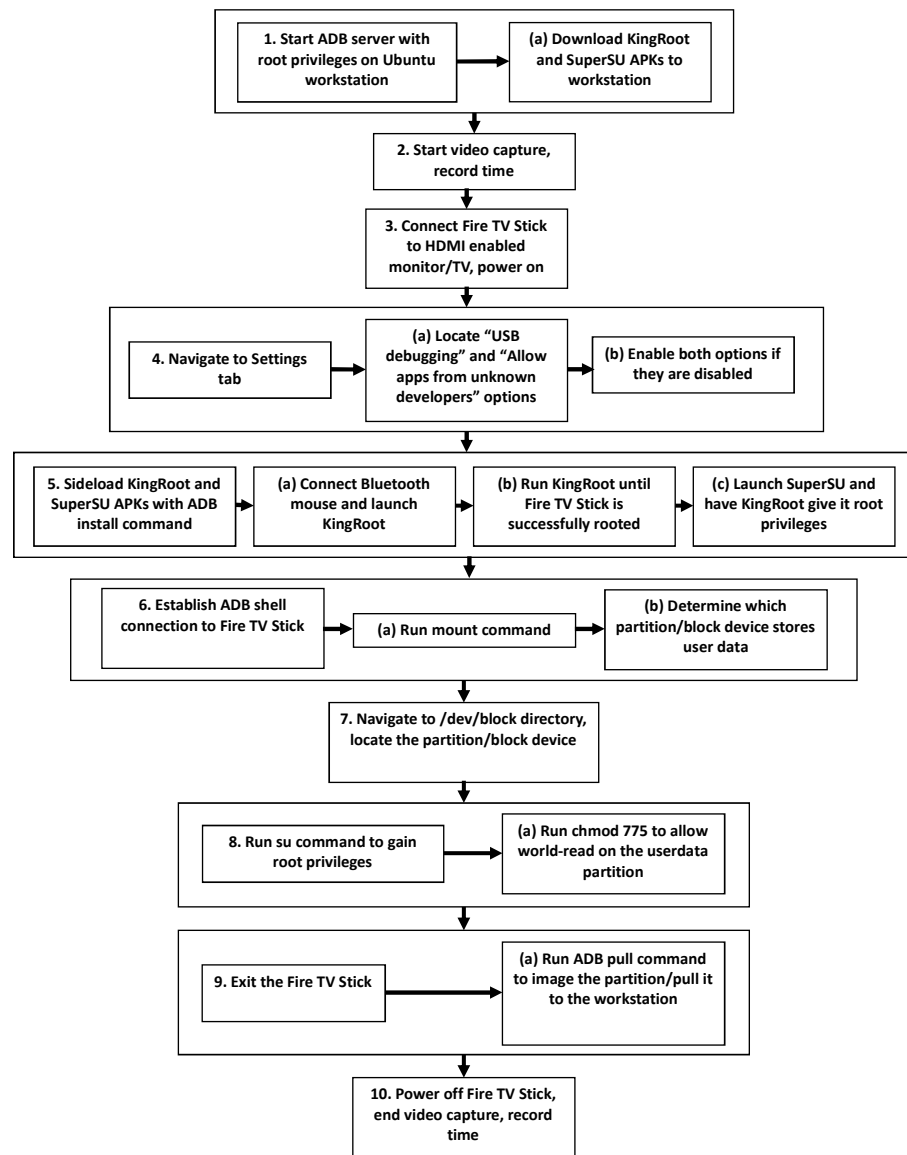 1. Start ADB server with
root privileges on Ubuntu
workstation
(a) Download KingRoot
and SuperSU APKs to
workstation
2. Start video capture,
record time
3. Connect Fire TV Stick
to HDMI enabled
monitor/TV, power on
4. Navigate to Settings
tab
(a) Locate “USB
debugging” and “Allow
apps from unknown
developers” options
(b) Enable both options if
they are disabled
5. Sideload KingRoot and
SuperSU APKs with ADB
install command
(a) Connect Bluetooth
mouse and launch
KingRoot
(b) Run KingRoot until
Fire TV Stick is
successfully rooted
(c) Launch SuperSU and
have KingRoot give it root
privileges
6. Establish ADB shell
connection to Fire TV Stick
(a) Run mount command
(b) Determine which
partition/block device stores
user data
7. Navigate to /dev/block directory,
locate the partition/block device
8. Run su command to gain
root privileges
(a) Run chmod 775 to allow
world-read on the userdata
partition
9. Exit the Fire TV Stick
(a) Run ADB pull command
to image the partition/pull it
to the workstation
10. Power off Fire TV Stick,
end video capture, record
time